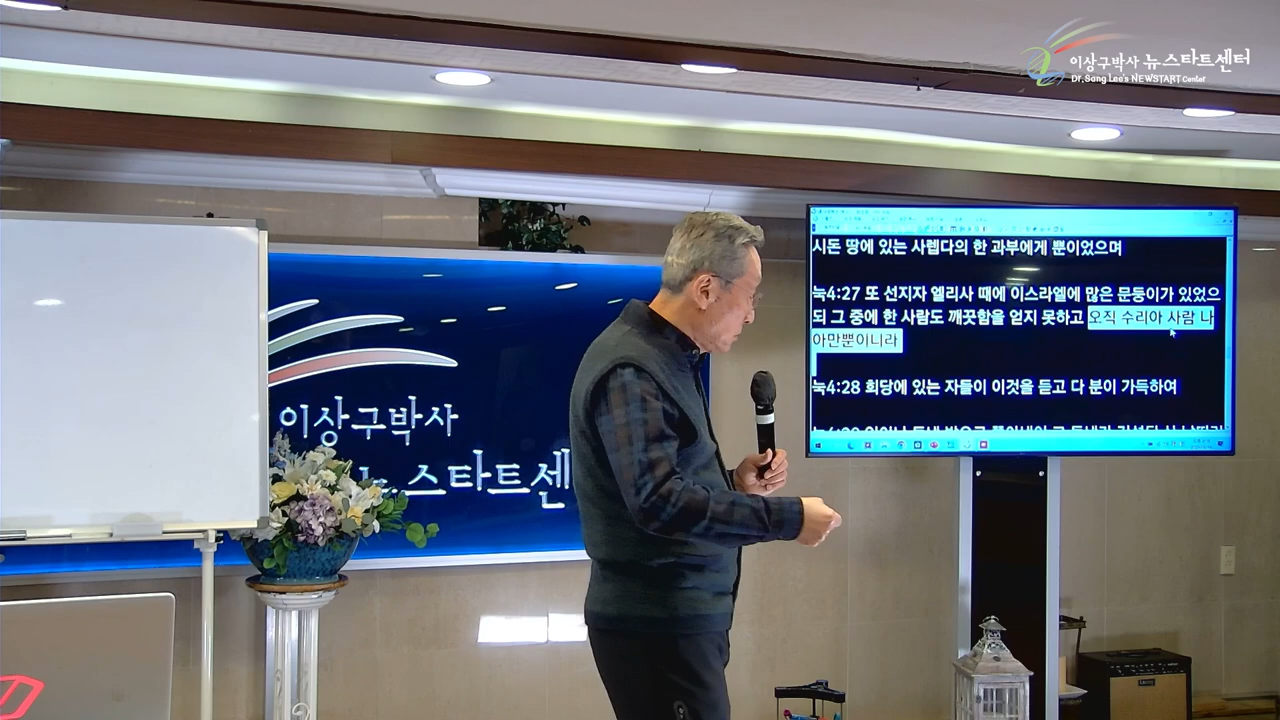 이상구박사 뉴스타트센터
Dr. Sang Lee's NEWSTART Center
시돈 땅에 있는 사렙다의 한 과부에게 뿐이었으며
눅4:27 또 선지자 엘리사 때에 이스라엘에 많은 문둥이가 있었으
되 그 중에 한 사람도 깨끗함을 얻지 못하고 오직 수리아 사람 나
아만뿐이니라
눅4:28 회당에 있는 자들이 이것을 듣고 다 분이 가득하여
이상구박사
스타트센